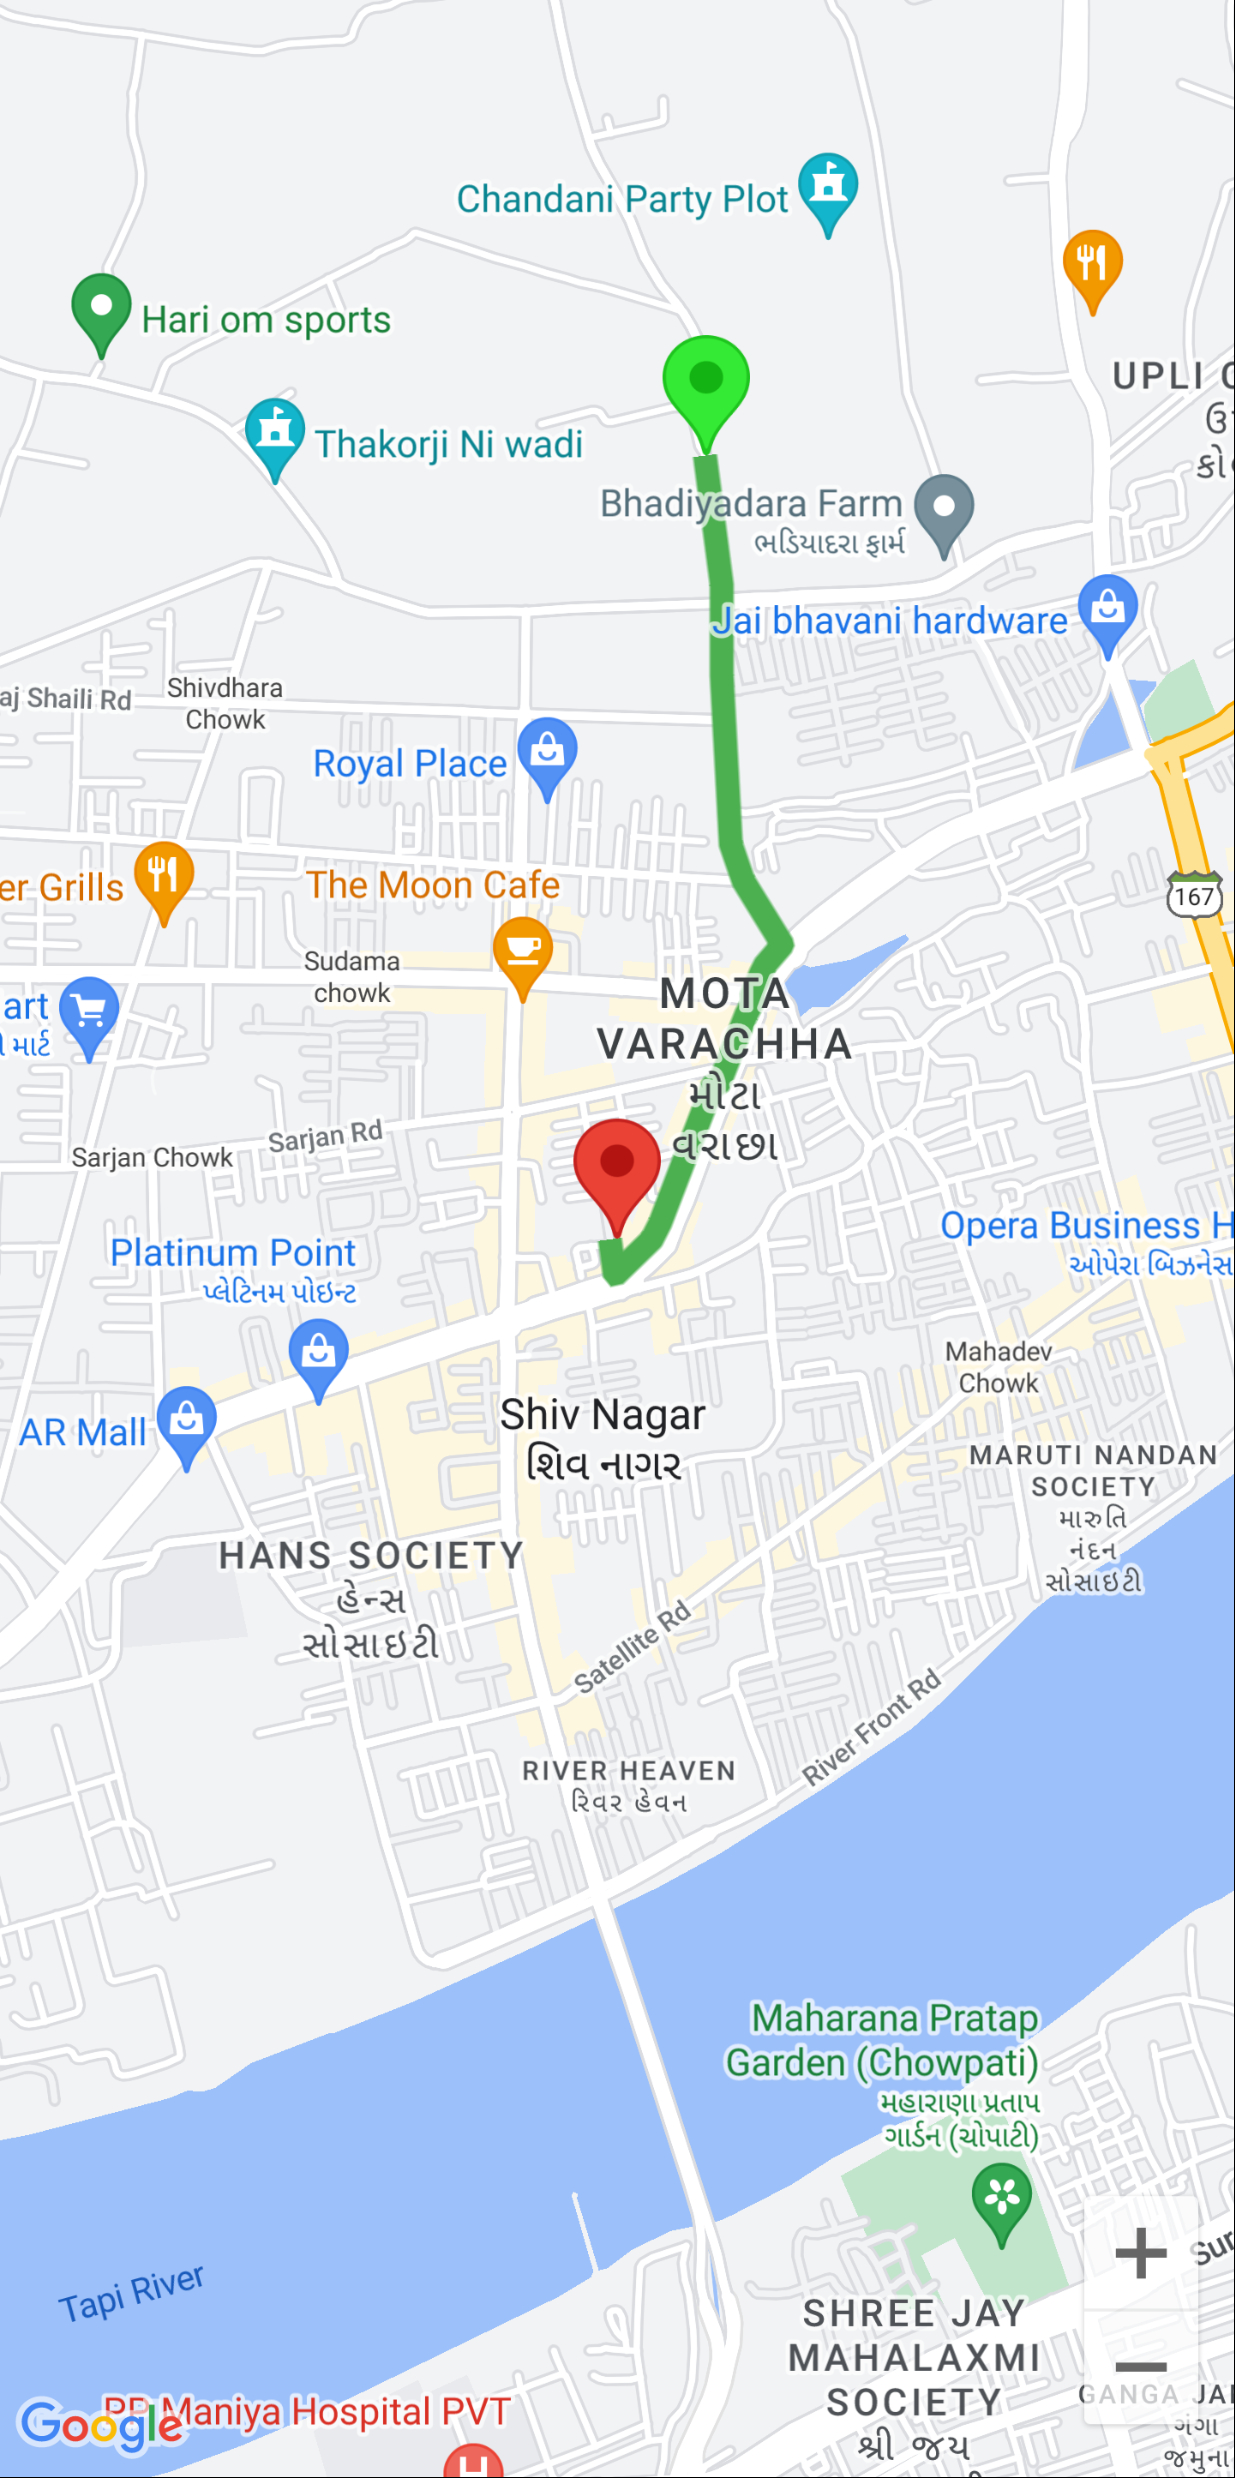 Chandani Party Plot
Hari om sports
UPLI
Thakorji Ni wadi
Bhadiyadara Farm
ભડિયાદરા ફાર્મ
Jai bhavani hardware
aj Shaili Rd
Shivdhara
Chowk
Royal Place
er Grills
The Moon Cafe
167
Sudama
chowk
art
માર્ટ
MOTA
VARACHHA
મોટા
વરાછા
Sarjan Rd
Sarjan Chowk
Opera Business H
ઓપેરા બિઝનેસ
Platinum Point
પ્લેટિનમ પોઇન્ટ
Mahadev
Chowk
AR Mall
Shiv Nagar
શિવ નાગર
MARUTI NANDAN
SOCIETY
મારુતિ
નંદન
સોસાઇટી
HANS SOCIETY
હેન્સ
સોસાઇટી
Satellite Rd
River Front Rd
RIVER HEAVEN
રિવર હેવન
Maharana Pratap
Garden (Chowpati)
મહારાણા પ્રતાપ
ગાર્ડન (ચોપાટી)
+
Sur
Tapi River
SHREE JAY
MAHALAXMI
SOCIETY
શ્રી જય
−
GANGA JA
ગંગા
જમુના
PP Maniya Hospital PVT
H
Google